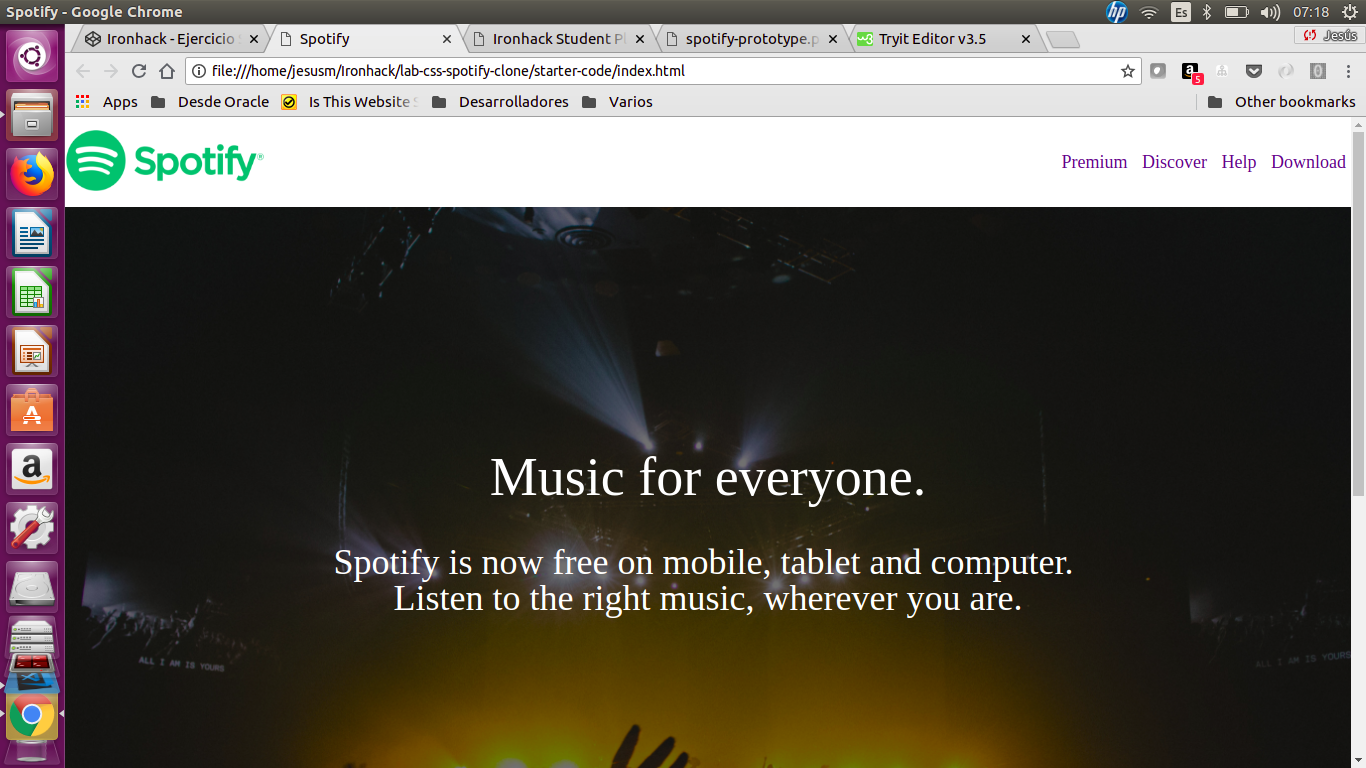 Spotify - Google Chrome
Es
07:18
Ironhack - Ejercicio
Spotify
Ironhack Student Pl
spotify-prototype.p
Tryit Editor v3.5
Jesús
file:///home/jesusm/Ironhack/lab-css-spotify-clone/starter-code/index.html
5
Apps
Desde Oracle
Is This Website
Desarrolladores
Varios
Other bookmarks
Spotify®
Premium Discover Help Download
Music for everyone.
Spotify is now free on mobile, tablet and computer.
Listen to the right music, wherever you are.
ALL I AM IS YOURS
ALL I AM IS YOURS